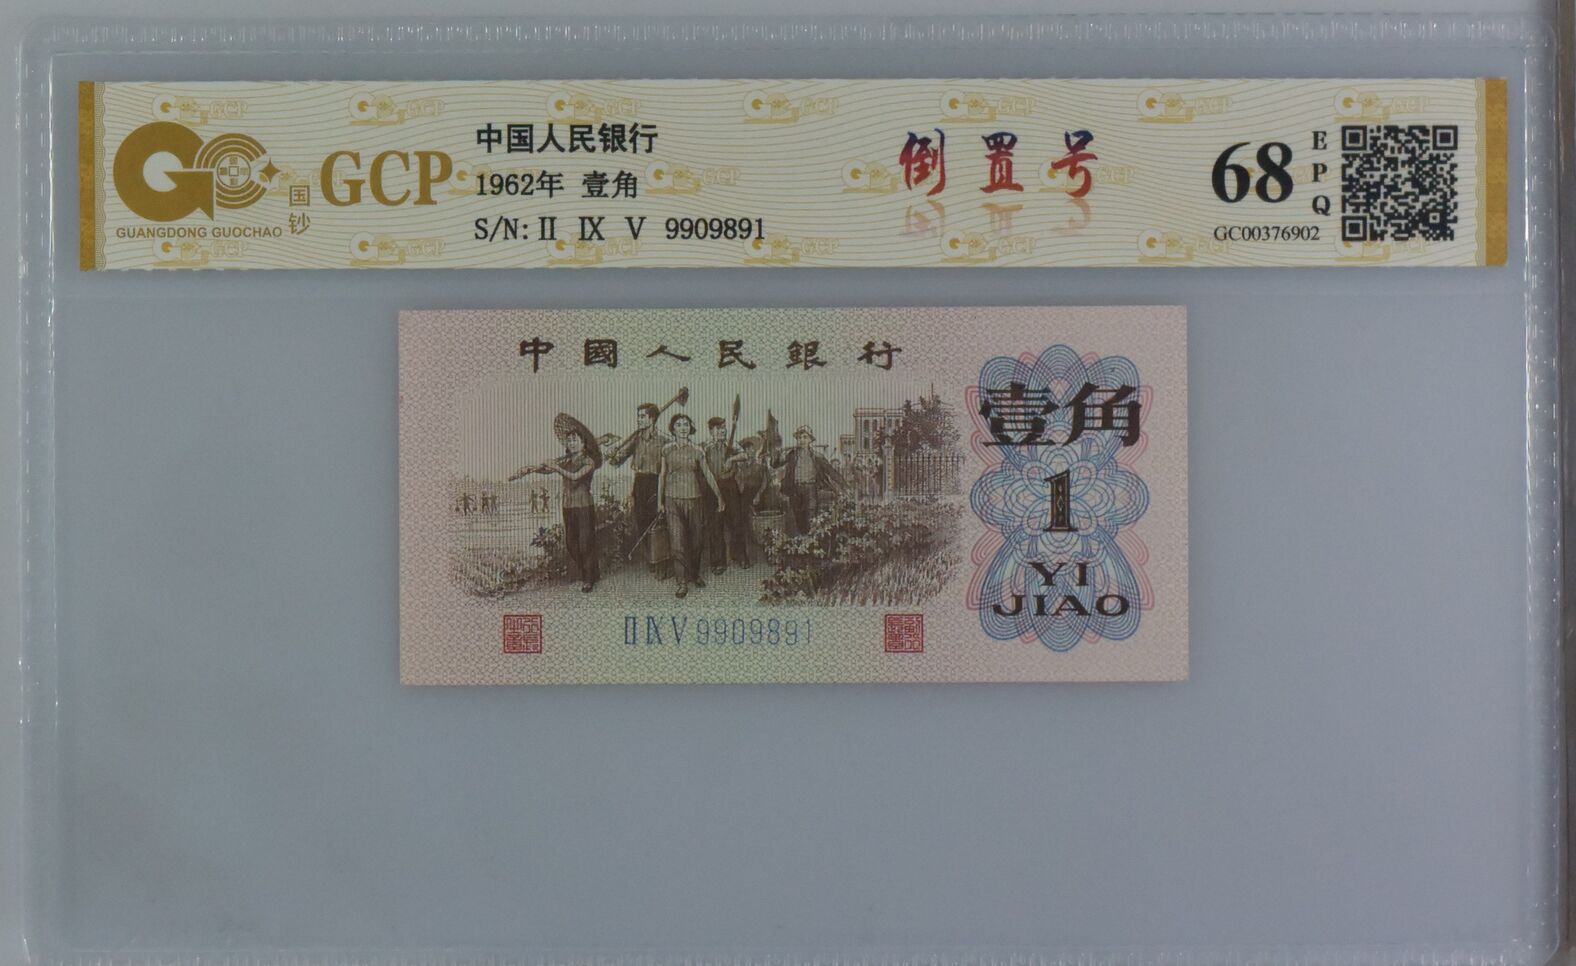 GCP
国钞
GUANGDONG GUOCHAO
中国人民银行
1962年 壹角
S/N: II IX V 9909891
倒置号
68
EPQ
GC00376902
中國人民銀行
壹角
1
YI
JIAO
II IX V 9909891